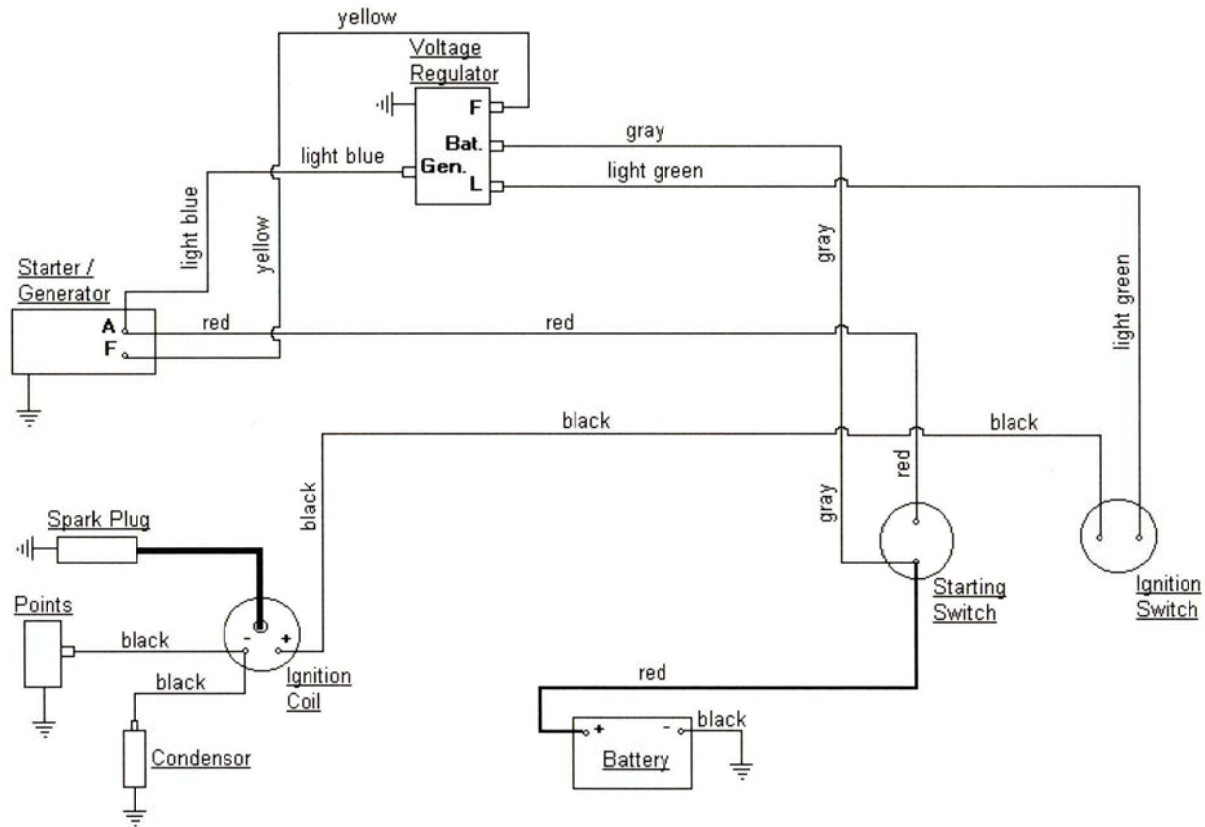 yellow
Voltage
Regulator
F
gray
Bat.
light blue
Gen.
light green
L
light blue
yellow
gray
light green
Starter /
Generator
A
red
red
F
black
black
red
black
gray
Spark Plug
Starting
Switch
Ignition
Switch
Points
- +
black
Ignition
Coil
black
red
black
+ -
Battery
Condensor